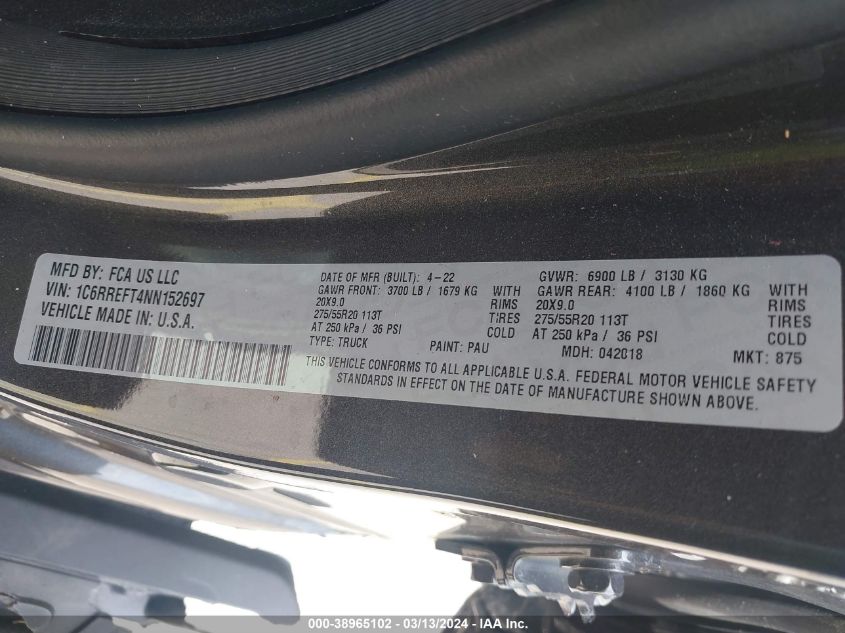 MFD BY: FCA US LLC
VIN: 1C6RREFT4NN152697
VEHICLE MADE IN: U.S.A.
DATE OF MFR (BUILT): 4-22
GAWR FRONT: 3700 LB / 1679 KG WITH
20X9.0 RIMS
275/55R20 113T TIRES
AT 250 kPa / 36 PSI COLD
TYPE: TRUCK PAINT: PAU
GVWR: 6900 LB / 3130 KG
GAWR REAR: 4100 LB / 1860 KG WITH
20X9.0 RIMS
275/55R20 113T TIRES
AT 250 kPa / 36 PSI COLD
MDH: 042018 MKT: 875
THIS VEHICLE CONFORMS TO ALL APPLICABLE U.S.A. FEDERAL MOTOR VEHICLE SAFETY
STANDARDS IN EFFECT ON THE DATE OF MANUFACTURE SHOWN ABOVE.
000-38965102 - 03/13/2024 - IAAI.com